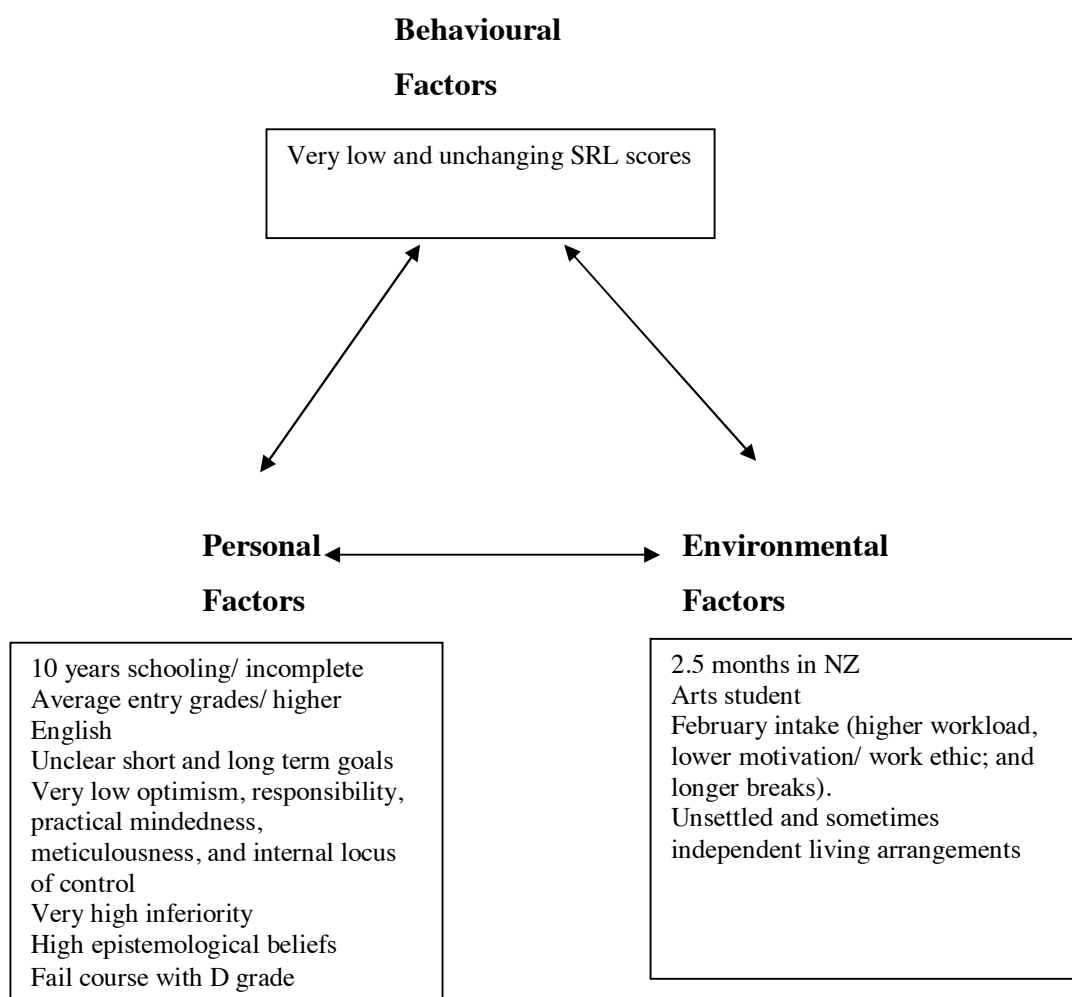 Behavioural
Factors
Very low and unchanging SRL scores
Personal
Factors
10 years schooling/ incomplete
Average entry grades/ higher
English
Unclear short and long term goals
Very low optimism, responsibility,
practical mindedness,
meticulousness, and internal locus
of control
Very high inferiority
High epistemological beliefs
Fail course with D grade
Environmental
Factors
2.5 months in NZ
Arts student
February intake (higher workload,
lower motivation/ work ethic; and
longer breaks).
Unsettled and sometimes
independent living arrangements